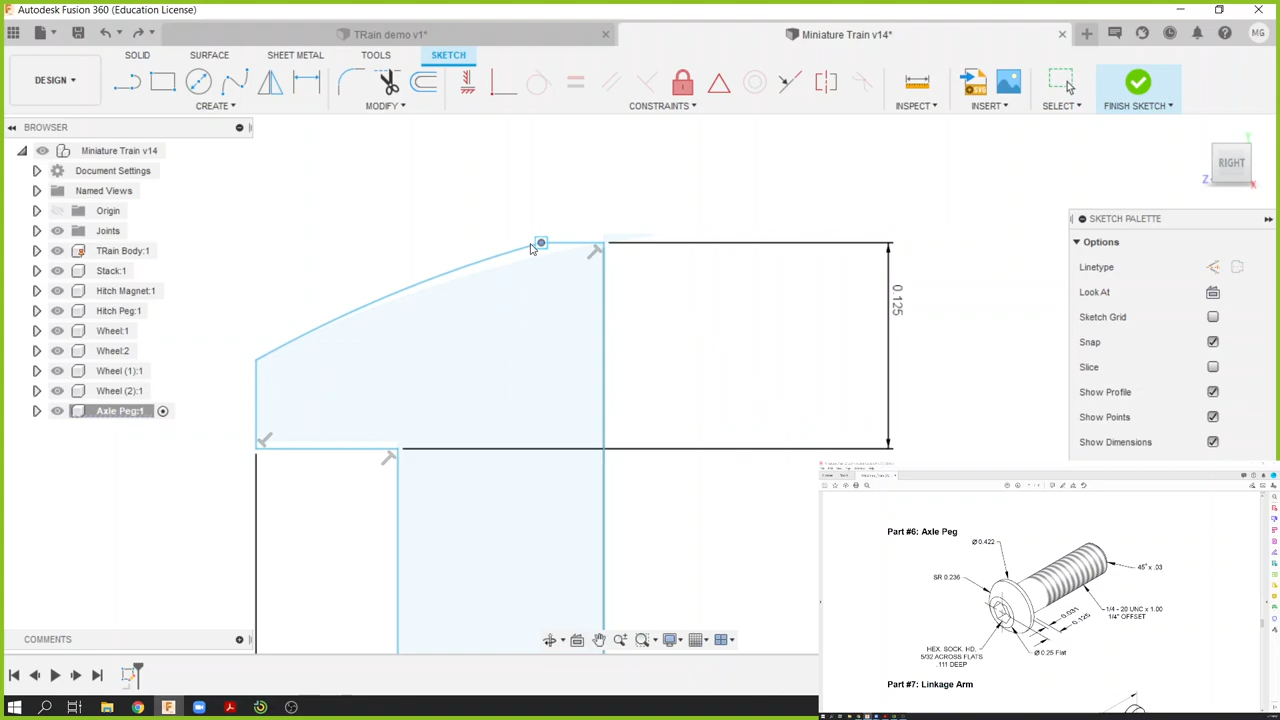 Autodesk Fusion 360 (Education License)
TRain demo v1*
Miniature Train v14*
MG
DESIGN
SOLID
SURFACE
SHEET METAL
TOOLS
SKETCH
CREATE
MODIFY
CONSTRAINTS
INSPECT
INSERT
SELECT
FINISH SKETCH
BROWSER
Miniature Train v14
Document Settings
Named Views
Origin
Joints
TRain Body:1
Stack:1
Hitch Magnet:1
Hitch Peg:1
Wheel:1
Wheel:2
Wheel (1):1
Wheel (2):1
Axle Peg:1
RIGHT
Y
Z
X
SKETCH PALETTE
Options
Linetype
Look At
Sketch Grid
Snap
Slice
Show Profile
Show Points
Show Dimensions
0.125
Part #6: Axle Peg
Ø 0.422
SR 0.236
45° x .03
0.031
0.125
1/4 - 20 UNC x 1.00
1/4" OFFSET
HEX. SOCK. HD.
5/32 ACROSS FLATS
.111 DEEP
Ø 0.25 Flat
Part #7: Linkage Arm
COMMENTS